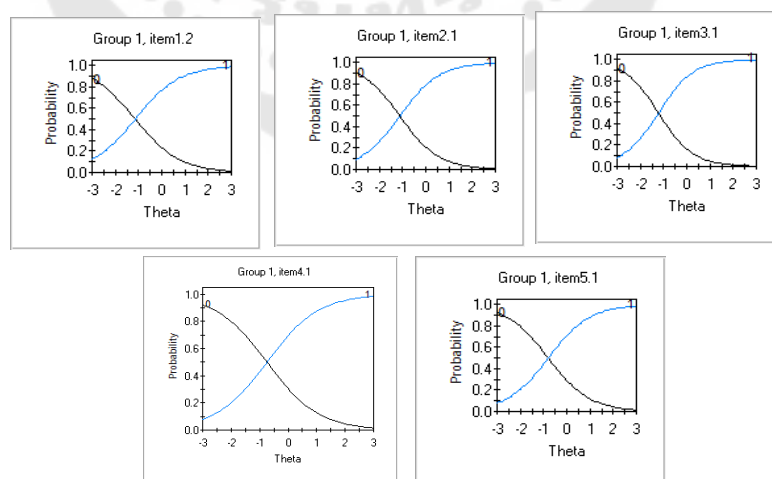 Group 1, item1.2
1.0
0.8
0.6
0.4
0.2
0.0
Probability
0
1
-3 -2 -1 0 1 2 3
Theta
Group 1, item2.1
1.0
0.8
0.6
0.4
0.2
0.0
Probability
0
1
-3 -2 -1 0 1 2 3
Theta
Group 1, item3.1
1.0
0.8
0.6
0.4
0.2
0.0
Probability
0
1
-3 -2 -1 0 1 2 3
Theta
Group 1, item4.1
1.0
0.8
0.6
0.4
0.2
0.0
Probability
0
1
-3 -2 -1 0 1 2 3
Theta
Group 1, item5.1
1.0
0.8
0.6
0.4
0.2
0.0
Probability
0
1
-3 -2 -1 0 1 2 3
Theta